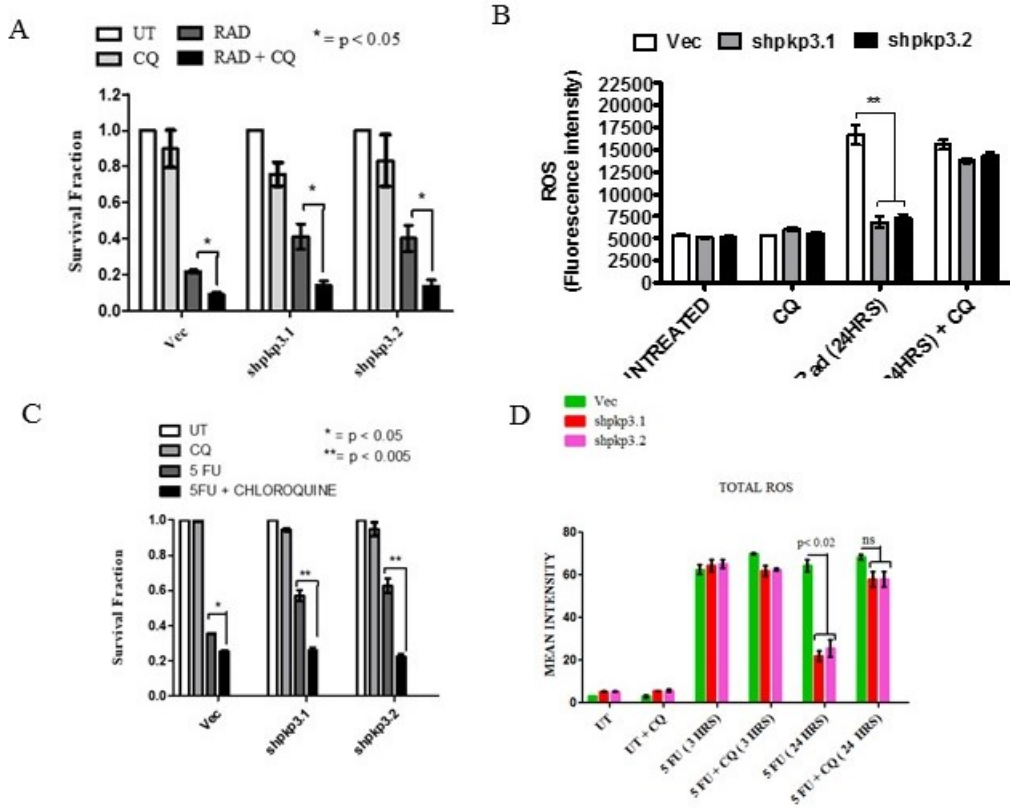 A
UT
RAD
CQ
RAD + CQ
* = p < 0.05
Survival Fraction
1.2
1.0
0.8
0.6
0.4
0.2
0.0
*
*
*
Vec
shpkp3.1
shpkp3.2
B
Vec
shpkp3.1
shpkp3.2
ROS
(Fluorescence intensity)
25000
22500
20000
17500
15000
12500
10000
7500
5000
2500
0
**
INTREATED
CQ
Rad (24HRS)
24HRS) + CQ
C
UT
CQ
5 FU
5FU + CHLOROQUINE
* = p < 0.05
**= p < 0.005
Survival Fraction
1.0
0.8
0.6
0.4
0.2
0.0
*
**
**
Vec
shpkp3.1
shpkp3.2
D
Vec
shpkp3.1
shpkp3.2
TOTAL ROS
MEAN INTENSITY
80
60
40
20
0
p< 0.02
ns
UT
UT + CQ
5 FU ( 3 HRS)
5 FU + CQ ( 3 HRS)
5 FU ( 24 HRS)
5 FU + CQ ( 24 HRS)